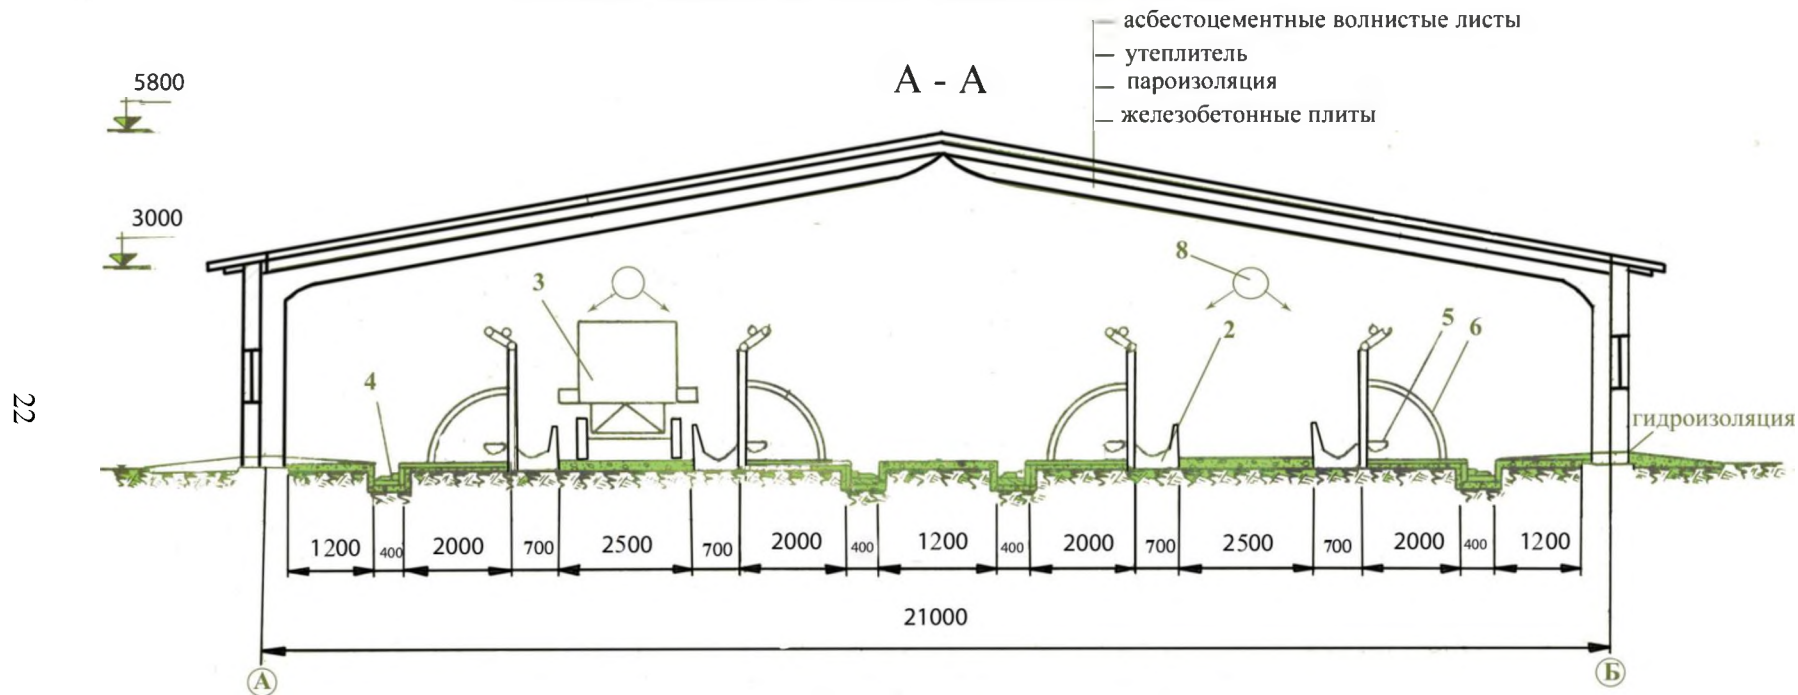 асбестоцементные волнистые листы
утеплитель
пароизоляция
железобетонные плиты
А - А
5800
3000
3
8
2
5
6
4
гидроизоляция
22
1200 400 2000 700 2500 700 2000 400 1200 400 2000 700 2500 700 2000 400 1200
21000
А Б